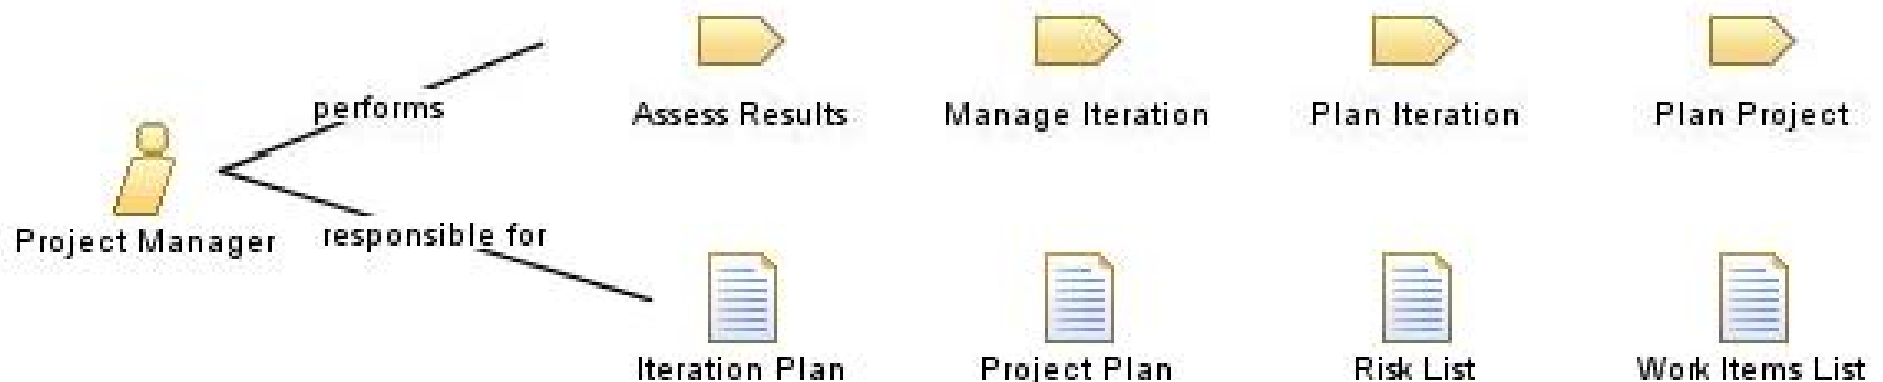 performs
Assess Results
Manage Iteration
Plan Iteration
Plan Project
Project Manager
responsible for
Iteration Plan
Project Plan
Risk List
Work Items List